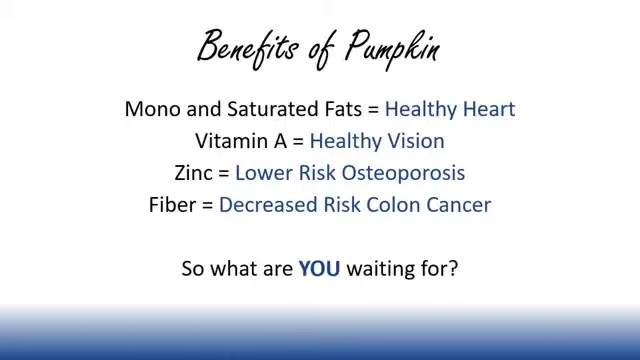 Benefits of Pumpkin
Mono and Saturated Fats = Healthy Heart
Vitamin A = Healthy Vision
Zinc = Lower Risk Osteoporosis
Fiber = Decreased Risk Colon Cancer
So what are YOU waiting for?